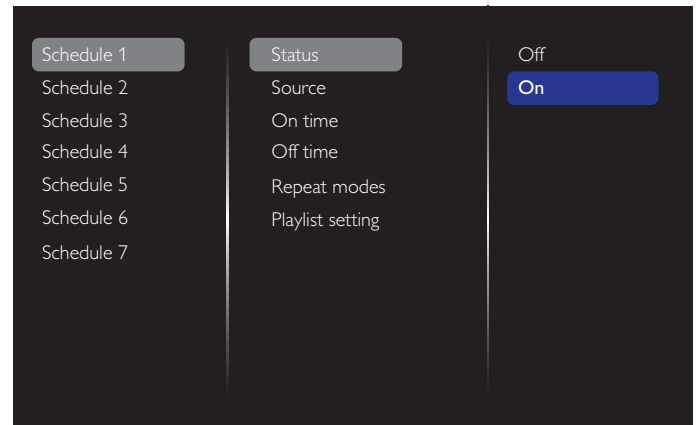 Schedule 1
Schedule 2
Schedule 3
Schedule 4
Schedule 5
Schedule 6
Schedule 7
Status
Source
On time
Off time
Repeat modes
Playlist setting
Off
On